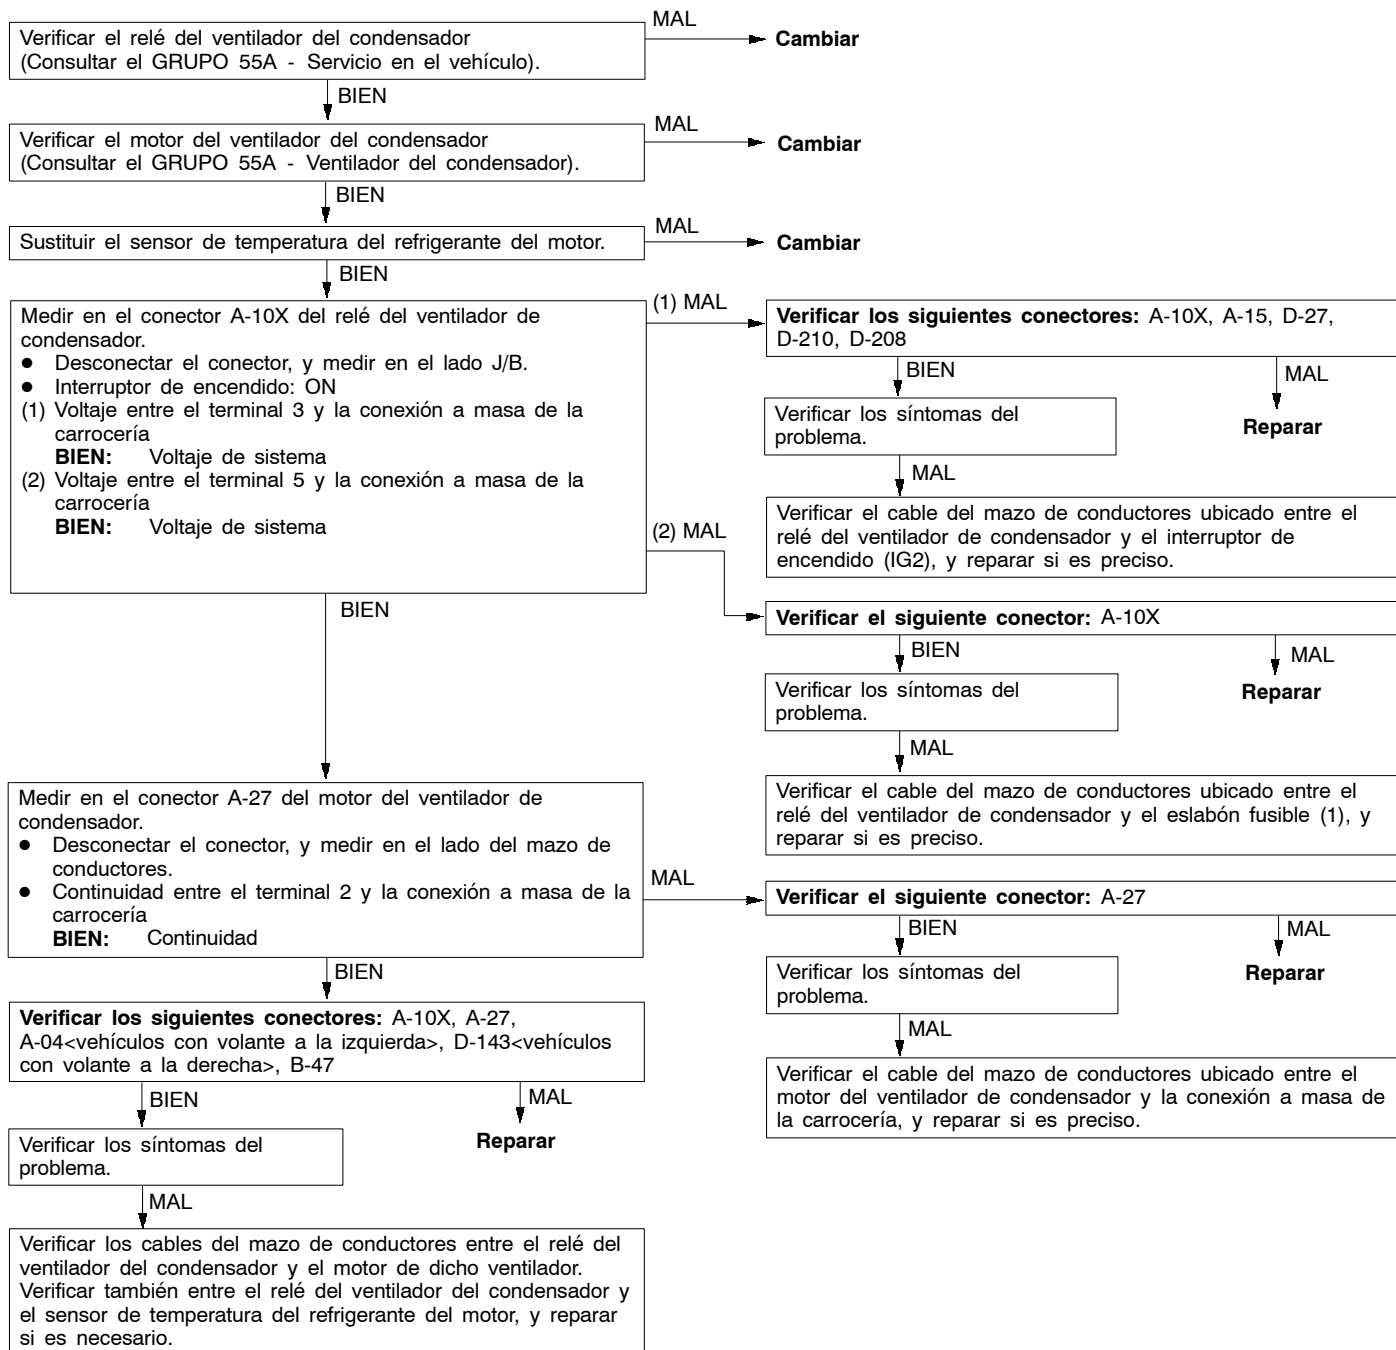 Verificar el relé del ventilador del condensador
(Consultar el GRUPO 55A - Servicio en el vehículo).
MAL
Cambiar
BIEN
Verificar el motor del ventilador del condensador
(Consultar el GRUPO 55A - Ventilador del condensador).
MAL
Cambiar
BIEN
Sustituir el sensor de temperatura del refrigerante del motor.
MAL
Cambiar
BIEN
Medir en el conector A-10X del relé del ventilador de
condensador.
● Desconectar el conector, y medir en el lado J/B.
● Interruptor de encendido: ON
(1) Voltaje entre el terminal 3 y la conexión a masa de la
carrocería
BIEN: Voltaje de sistema
(2) Voltaje entre el terminal 5 y la conexión a masa de la
carrocería
BIEN: Voltaje de sistema
(1) MAL
Verificar los siguientes conectores: A-10X, A-15, D-27,
D-210, D-208
BIEN
MAL
Verificar los síntomas del
problema.
Reparar
MAL
Verificar el cable del mazo de conductores ubicado entre el
relé del ventilador de condensador y el interruptor de
encendido (IG2), y reparar si es preciso.
(2) MAL
Verificar el siguiente conector: A-10X
BIEN
MAL
Verificar los síntomas del
problema.
Reparar
MAL
Verificar el cable del mazo de conductores ubicado entre el
relé del ventilador de condensador y el eslabón fusible (1), y
reparar si es preciso.
BIEN
Medir en el conector A-27 del motor del ventilador de
condensador.
● Desconectar el conector, y medir en el lado del mazo de
conductores.
● Continuidad entre el terminal 2 y la conexión a masa de la
carrocería
BIEN: Continuidad
MAL
Verificar el siguiente conector: A-27
BIEN
MAL
Verificar los síntomas del
problema.
Reparar
MAL
Verificar el cable del mazo de conductores ubicado entre el
motor del ventilador de condensador y la conexión a masa de
la carrocería, y reparar si es preciso.
BIEN
Verificar los siguientes conectores: A-10X, A-27,
A-04<vehículos con volante a la izquierda>, D-143<vehículos
con volante a la derecha>, B-47
BIEN
MAL
Verificar los síntomas del
problema.
Reparar
MAL
Verificar los cables del mazo de conductores entre el relé del
ventilador del condensador y el motor de dicho ventilador.
Verificar también entre el relé del ventilador del condensador y
el sensor de temperatura del refrigerante del motor, y reparar
si es necesario.